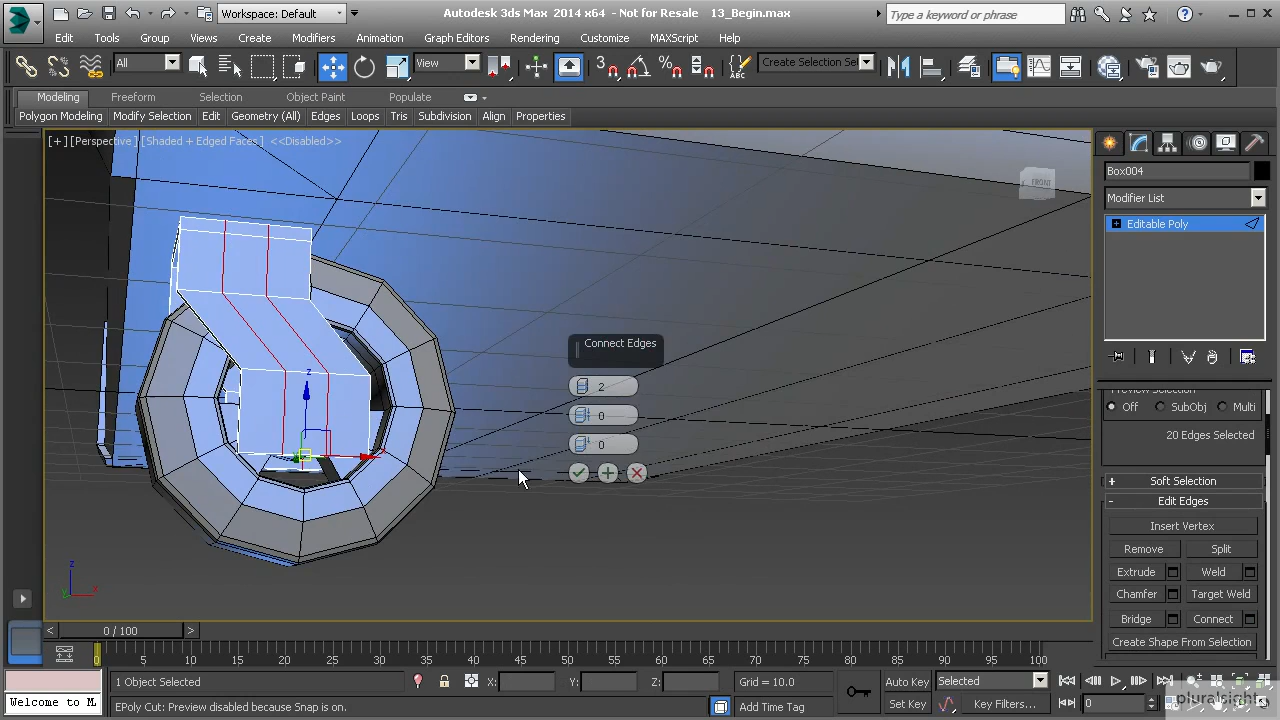 Workspace: Default
Autodesk 3ds Max 2014 x64 - Not for Resale 13_Begin.max
Type a keyword or phrase
Edit Tools Group Views Create Modifiers Animation Graph Editors Rendering Customize MAXScript Help
All View 3 % Create Selection Se
Modeling Freeform Selection Object Paint Populate
Polygon Modeling Modify Selection Edit Geometry (All) Edges Loops Tris Subdivision Align Properties
[+] [Perspective] [Shaded + Edged Faces] <<Disabled>>
FRONT
Box004
Modifier List
Editable Poly
Connect Edges
2
0
0
z
x
Preview Selection
Off SubObj Multi
20 Edges Selected
+ Soft Selection
- Edit Edges
Insert Vertex
Remove Split
Extrude Weld
Chamfer Target Weld
Bridge Connect
Create Shape From Selection
z
y x
< 0 / 100 >
0 5 10 15 20 25 30 35 40 45 50 55 60 65 70 75 80 85 90 95 100
1 Object Selected X: Y: Z: Grid = 10.0 Auto Key Selected
Welcome to M EPoly Cut: Preview disabled because Snap is on. Add Time Tag Set Key Key Filters... 0
pluralsight